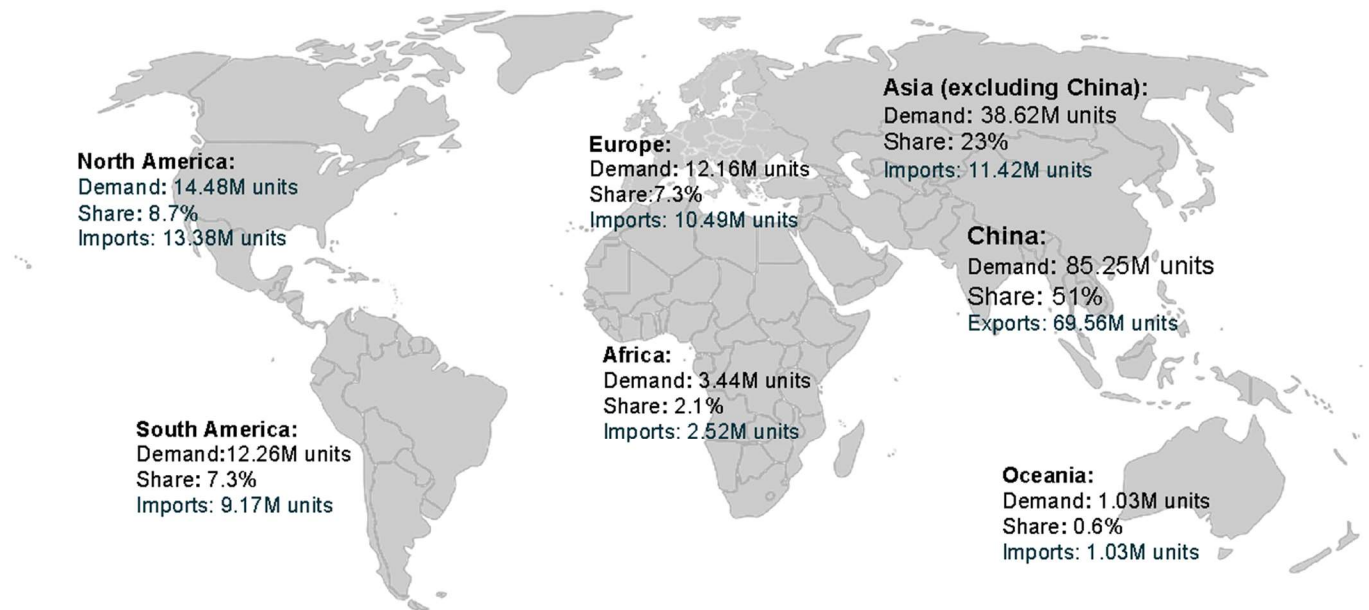 North America:
Demand: 14.48M units
Share: 8.7%
Imports: 13.38M units
Europe:
Demand: 12.16M units
Share:7.3%
Imports: 10.49M units
Asia (excluding China):
Demand: 38.62M units
Share: 23%
Imports: 11.42M units
China:
Demand: 85.25M units
Share: 51%
Exports: 69.56M units
Africa:
Demand: 3.44M units
Share: 2.1%
Imports: 2.52M units
South America:
Demand:12.26M units
Share: 7.3%
Imports: 9.17M units
Oceania:
Demand: 1.03M units
Share: 0.6%
Imports: 1.03M units